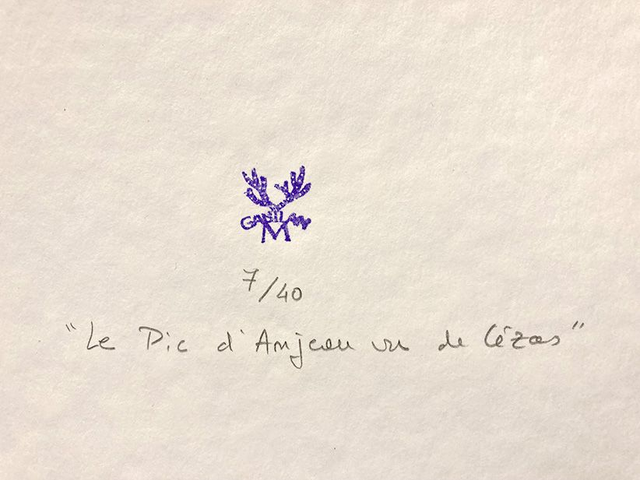 M
7/40
"Le Pic d'Anjeau vu de Cézas"